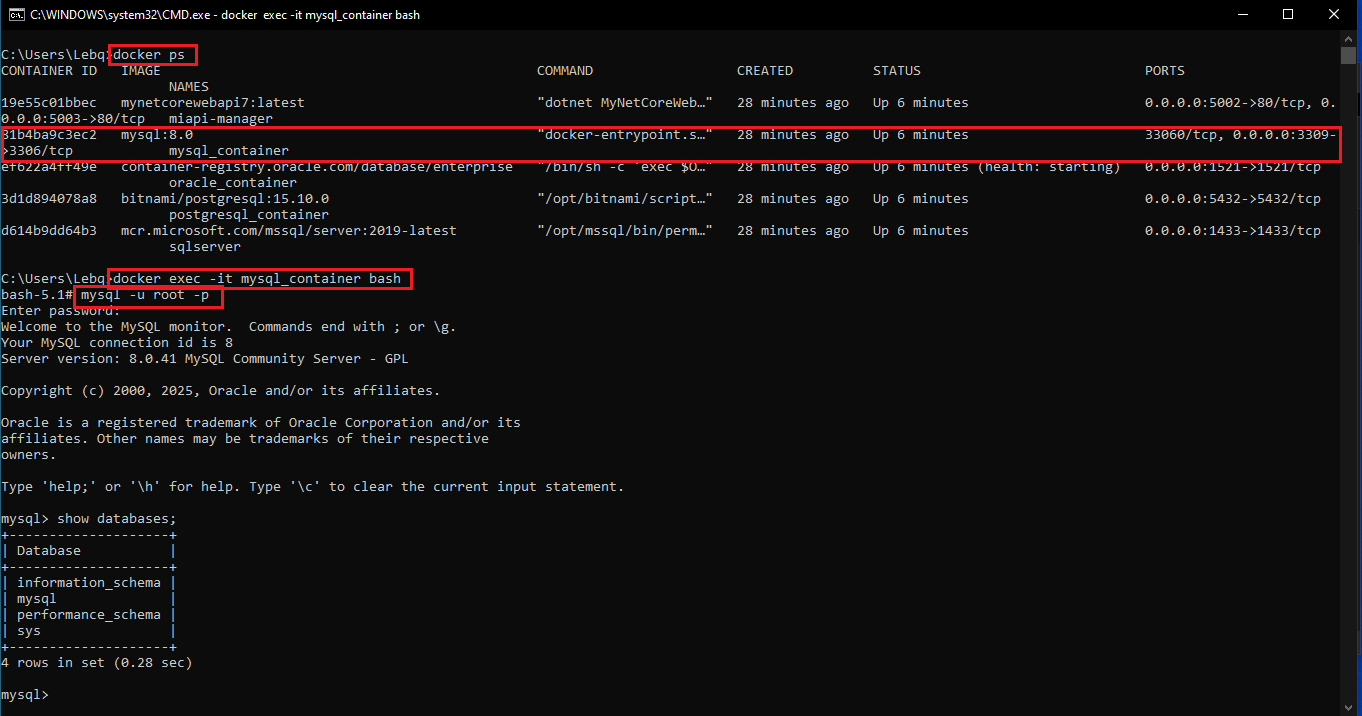 C:\WINDOWS\system32\CMD.exe - docker exec -it mysql_container bash
C:\Users\Lebq>docker ps
CONTAINER ID   IMAGE                                                COMMAND                  CREATED          STATUS                            PORTS
                     NAMES
19e55c01bbec   mynetcorewebapi7:latest                              "dotnet MyNetCoreWeb…"   28 minutes ago   Up 6 minutes                      0.0.0.0:5002->80/tcp, 0.
0.0.0:5003->80/tcp   miapi-manager
81b4ba9c3ec2   mysql:8.0                                            "docker-entrypoint.s…"   28 minutes ago   Up 6 minutes                      33060/tcp, 0.0.0.0:3309-
>3306/tcp            mysql_container
ef622a4ff49e   container-registry.oracle.com/database/enterprise   "/bin/sh -c 'exec $O…"   28 minutes ago   Up 6 minutes (health: starting)   0.0.0.0:1521->1521/tcp
                     oracle_container
3d1d894078a8   bitnami/postgresql:15.10.0                           "/opt/bitnami/script…"   28 minutes ago   Up 6 minutes                      0.0.0.0:5432->5432/tcp
                     postgresql_container
d614b9dd64b3   mcr.microsoft.com/mssql/server:2019-latest           "/opt/mssql/bin/perm…"   28 minutes ago   Up 6 minutes                      0.0.0.0:1433->1433/tcp
                     sqlserver
C:\Users\Lebq>docker exec -it mysql_container bash
bash-5.1# mysql -u root -p
Enter password:
Welcome to the MySQL monitor.  Commands end with ; or \g.
Your MySQL connection id is 8
Server version: 8.0.41 MySQL Community Server - GPL
Copyright (c) 2000, 2025, Oracle and/or its affiliates.
Oracle is a registered trademark of Oracle Corporation and/or its
affiliates. Other names may be trademarks of their respective
owners.
Type 'help;' or '\h' for help. Type '\c' to clear the current input statement.
mysql> show databases;
+--------------------+
| Database           |
+--------------------+
| information_schema |
| mysql              |
| performance_schema |
| sys                |
+--------------------+
4 rows in set (0.28 sec)
mysql>